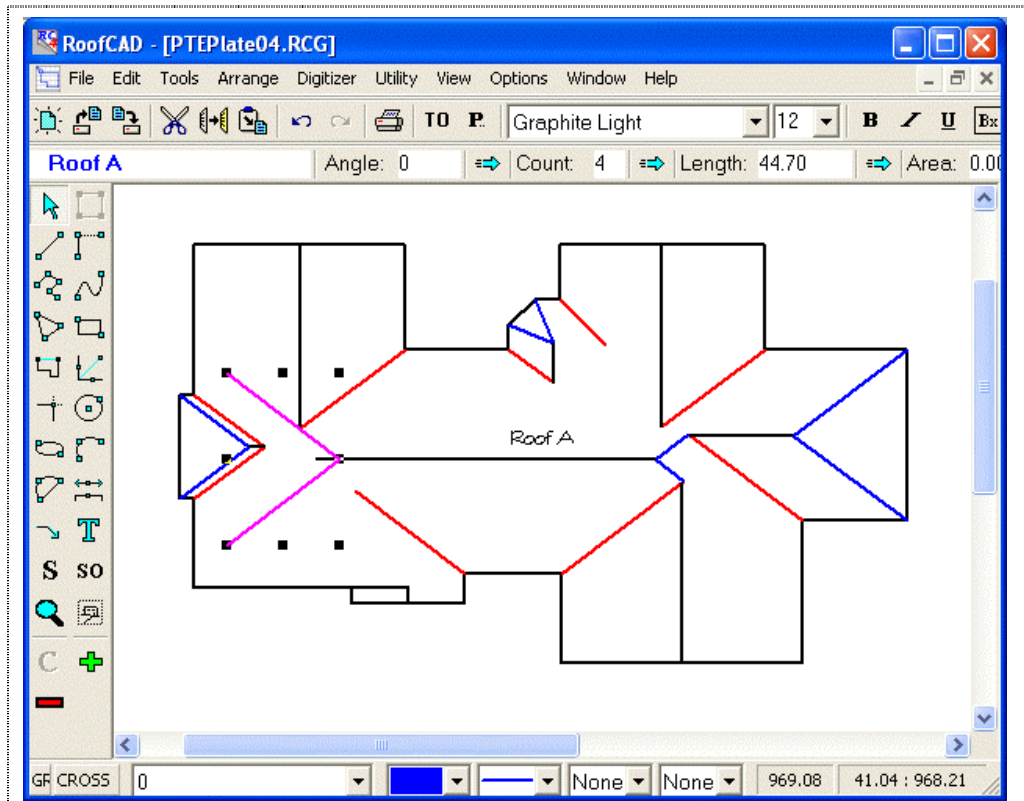 RoofCAD - [PTEPlate04.RCG]
File Edit Tools Arrange Digitizer Utility View Options Window Help
TO P. Graphite Light 12 B I U Bx
Roof A Angle: 0 Count: 4 Length: 44.70 Area: 0.00
Roof A
T
S SO
C
GF CROSS 0 None None 969.08 41.04 : 968.21